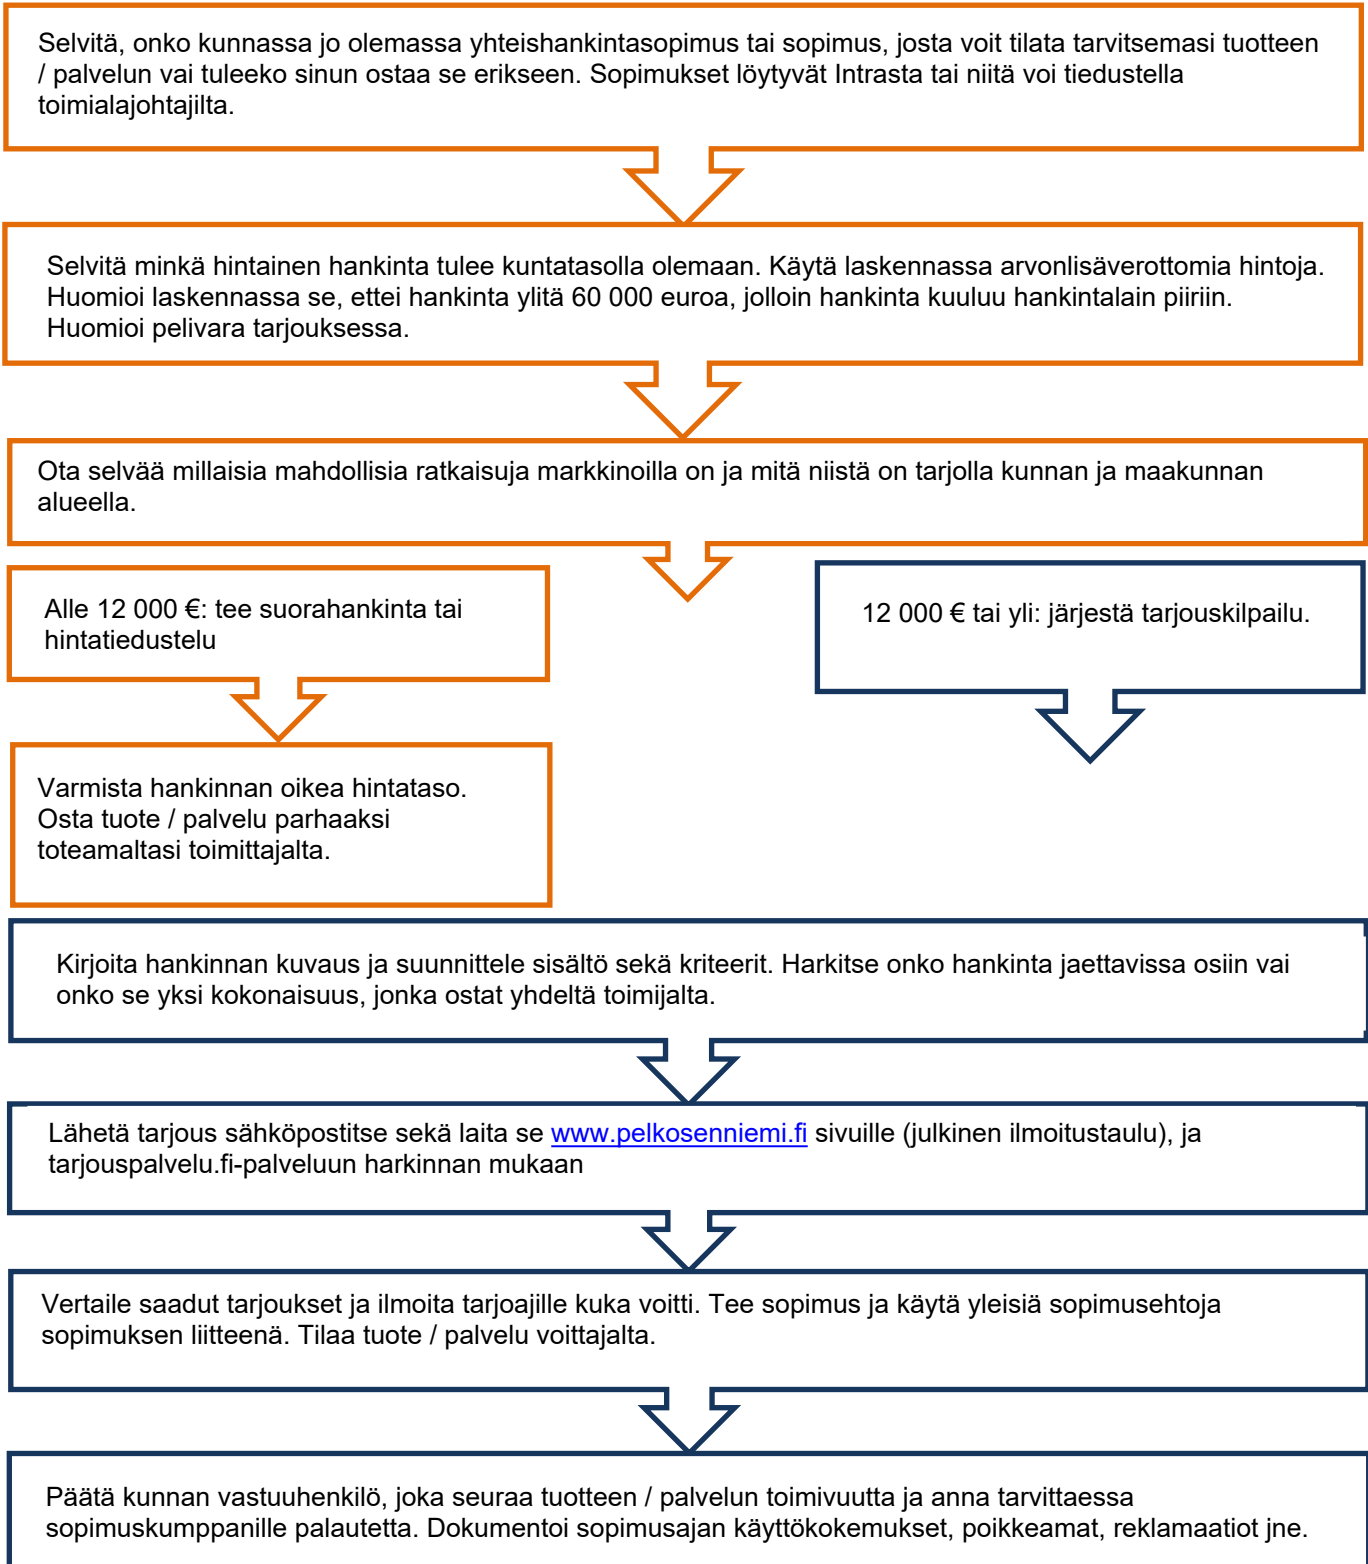 Selvitä, onko kunnassa jo olemassa yhteishankintasopimus tai sopimus, josta voit tilata tarvitsemasi tuotteen
/ palvelun vai tuleeko sinun ostaa se erikseen. Sopimukset löytyvät Intrasta tai niitä voi tiedustella
toimialajohtajilta.
Selvitä minkä hintainen hankinta tulee kuntatasolla olemaan. Käytä laskennassa arvonlisäverottomia hintoja.
Huomioi laskennassa se, ettei hankinta ylitä 60 000 euroa, jolloin hankinta kuuluu hankintalain piiriin.
Huomioi pelivara tarjouksessa.
Ota selvää millaisia mahdollisia ratkaisuja markkinoilla on ja mitä niistä on tarjolla kunnan ja maakunnan
alueella.
Alle 12 000 €: tee suorahankinta tai
hintatiedustelu
12 000 € tai yli: järjestä tarjouskilpailu.
Varmista hankinnan oikea hintataso.
Osta tuote / palvelu parhaaksi
toteamaltasi toimittajalta.
Kirjoita hankinnan kuvaus ja suunnittele sisältö sekä kriteerit. Harkitse onko hankinta jaettavissa osiin vai
onko se yksi kokonaisuus, jonka ostat yhdeltä toimijalta.
Lähetä tarjous sähköpostitse sekä laita se www.pelkosenniemi.fi sivuille (julkinen ilmoitustaulu), ja
tarjouspalvelu.fi-palveluun harkinnan mukaan
Vertaile saadut tarjoukset ja ilmoita tarjoajille kuka voitti. Tee sopimus ja käytä yleisiä sopimusehtoja
sopimuksen liitteenä. Tilaa tuote / palvelu voittajalta.
Päätä kunnan vastuuhenkilö, joka seuraa tuotteen / palvelun toimivuutta ja anna tarvittaessa
sopimuskumppanille palautetta. Dokumentoi sopimusajan käyttökokemukset, poikkeamat, reklamaatiot jne.